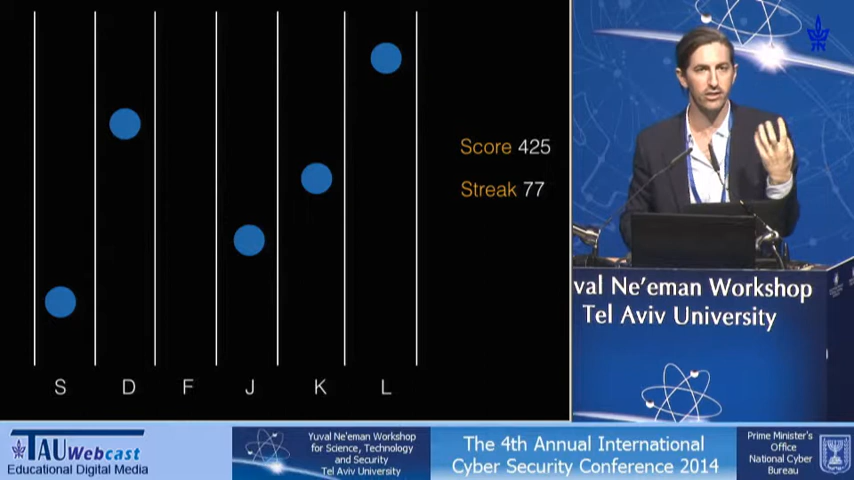 Score 425
Streak 77
S D F J K L
val Ne'eman Workshop
Tel Aviv University
TAU Webcast
Educational Digital Media
Yuval Ne'eman Workshop
for Science, Technology
and Security
Tel Aviv University
The 4th Annual International
Cyber Security Conference 2014
Prime Minister's
Office
National Cyber
Bureau